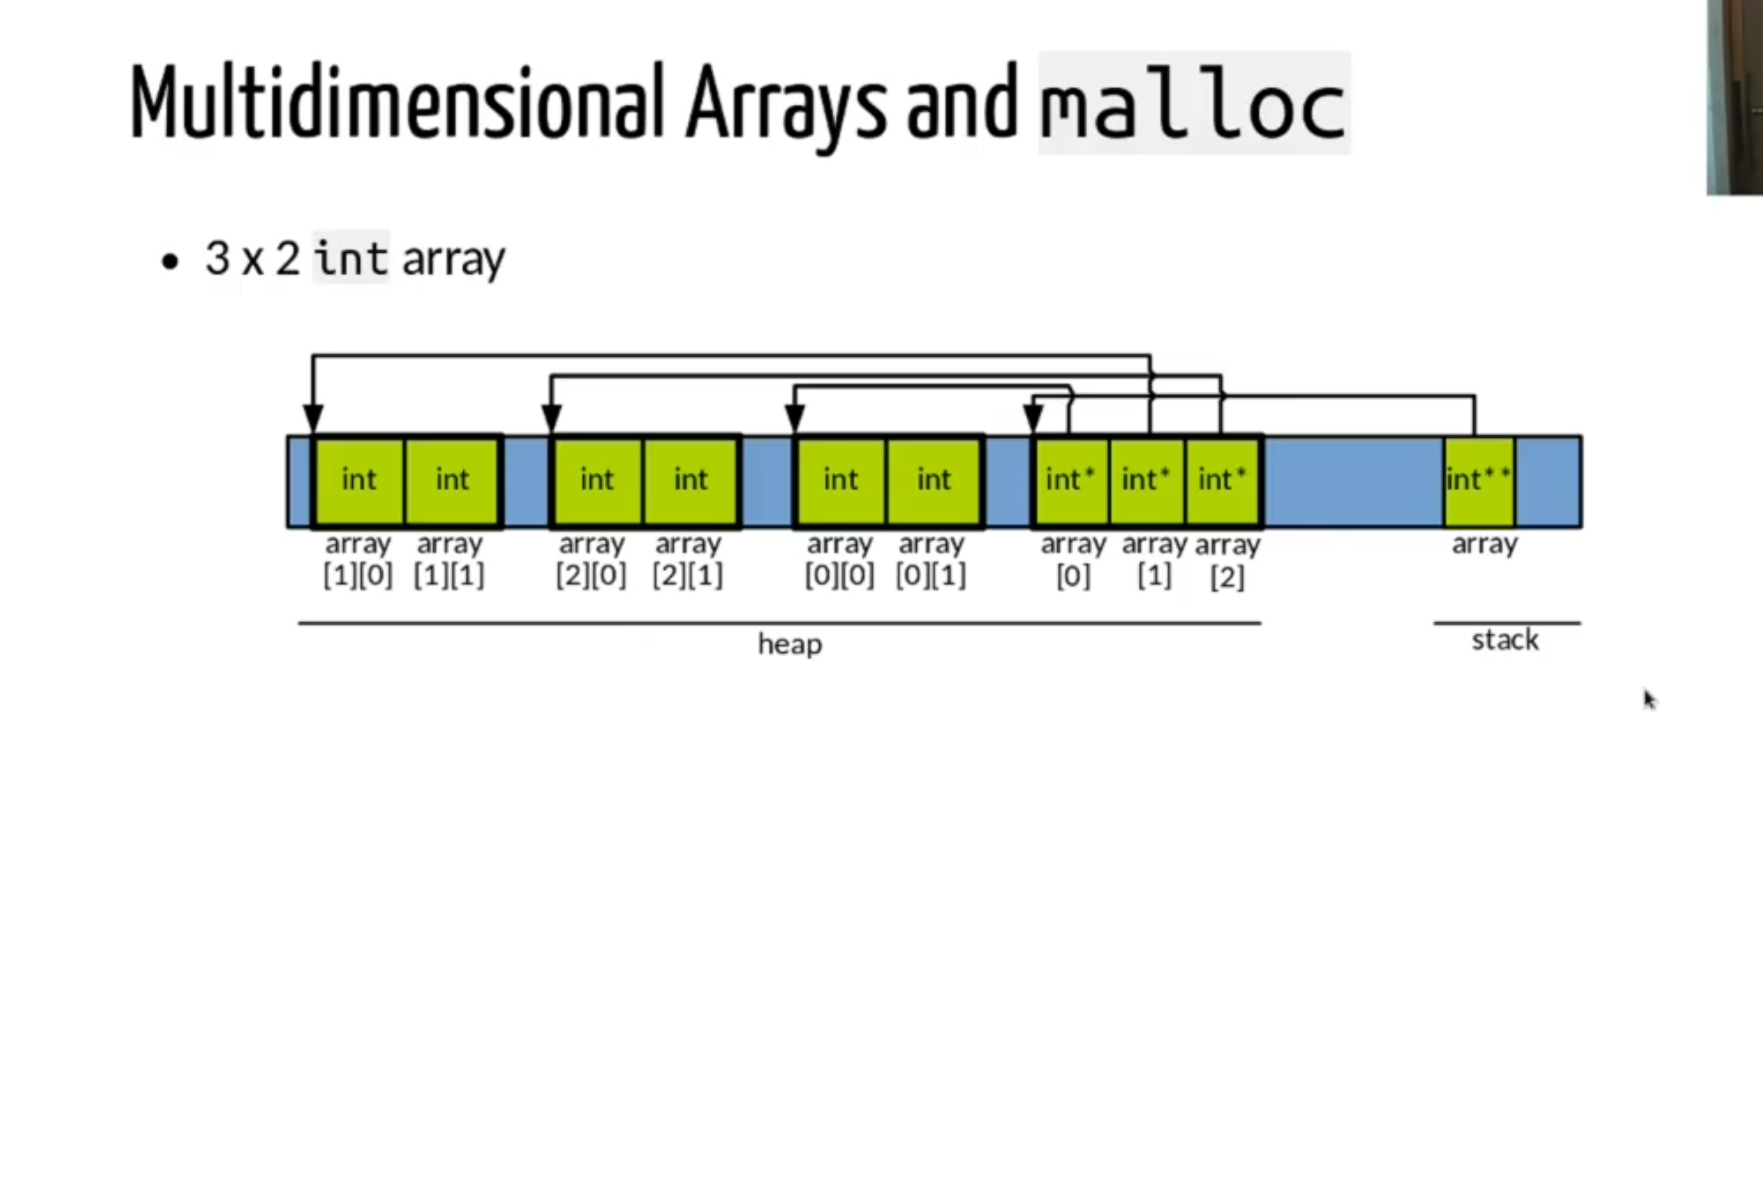 Multidimensional Arrays and malloc
• 3 x 2 int array
int int int int int int int* int* int* int**
array array array array array array array array array array
[1][0] [1][1] [2][0] [2][1] [0][0] [0][1] [0] [1] [2]
heap stack